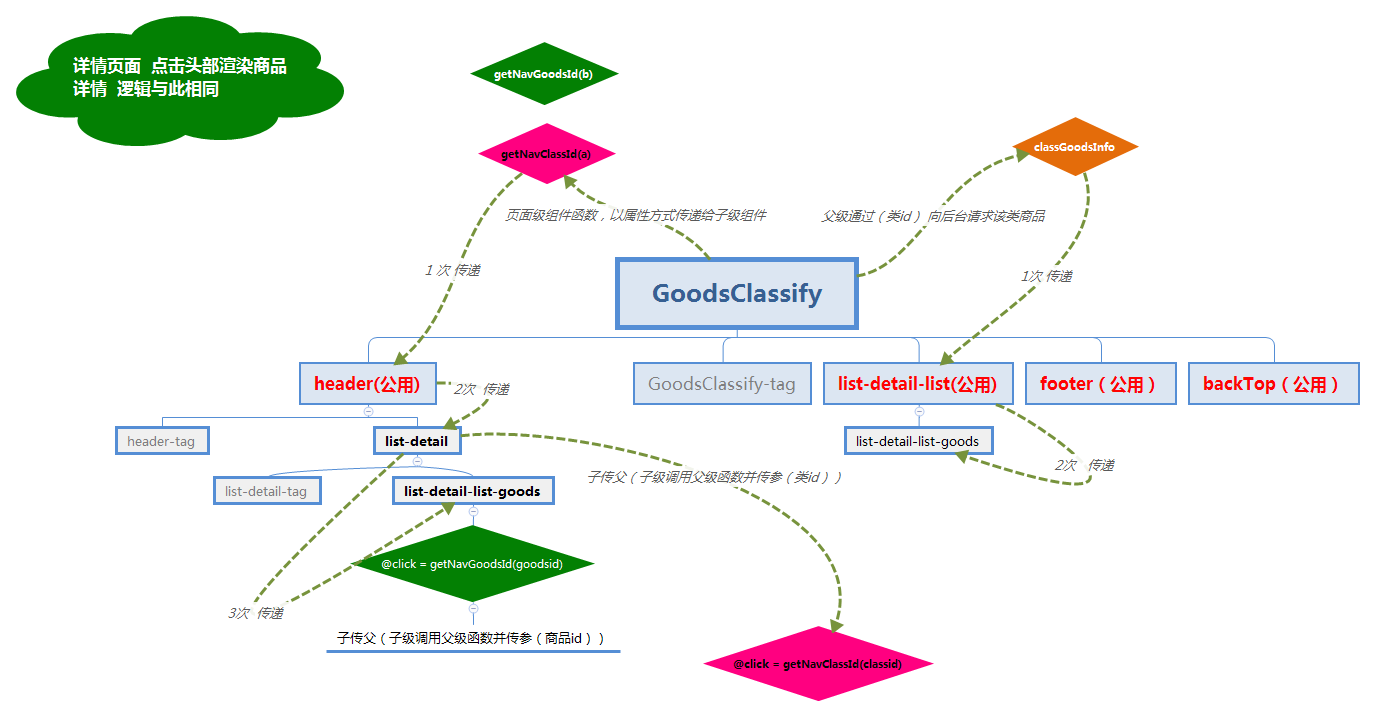 详情页面 点击头部渲染商品
详情 逻辑与此相同
getNavGoodsId(b)
getNavClassId(a)
classGoodsInfo
页面级组件函数，以属性方式传递给子级组件
父级通过（类id） 向后台请求该类商品
1 次 传递
1次 传递
GoodsClassify
header(公用)
GoodsClassify-tag
list-detail-list(公用)
footer（公用）
backTop（公用）
2次 传递
header-tag
list-detail
list-detail-list-goods
2次 传递
子传父（子级调用父级函数并传参（类id））
list-detail-tag
list-detail-list-goods
@click = getNavGoodsId(goodsid)
3次 传递
子传父（子级调用父级函数并传参（商品id））
@click = getNavClassId(classid)